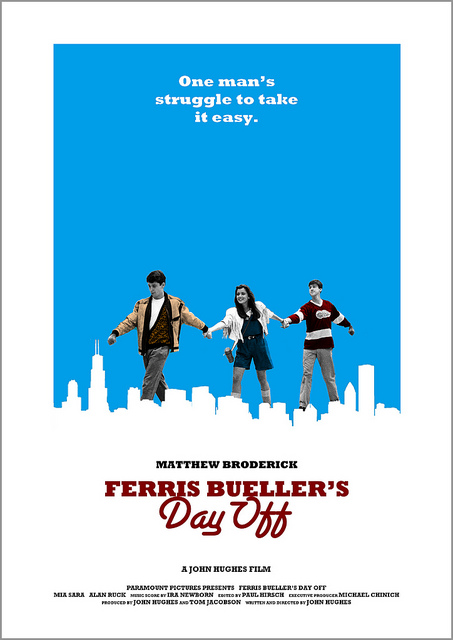 One man's
struggle to take
it easy.
MATTHEW BRODERICK
FERRIS BUELLER'S
Day Off
A JOHN HUGHES FILM
PARAMOUNT PICTURES PRESENTS FERRIS BUELLER'S DAY OFF
MIA SARA ALAN RUCK MUSIC SCORE BY IRA NEWBORN EDITED BY PAUL HIRSCH EXECUTIVE PRODUCER MICHAEL CHINICH
PRODUCED BY JOHN HUGHES AND TOM JACOBSON WRITTEN AND DIRECTED BY JOHN HUGHES